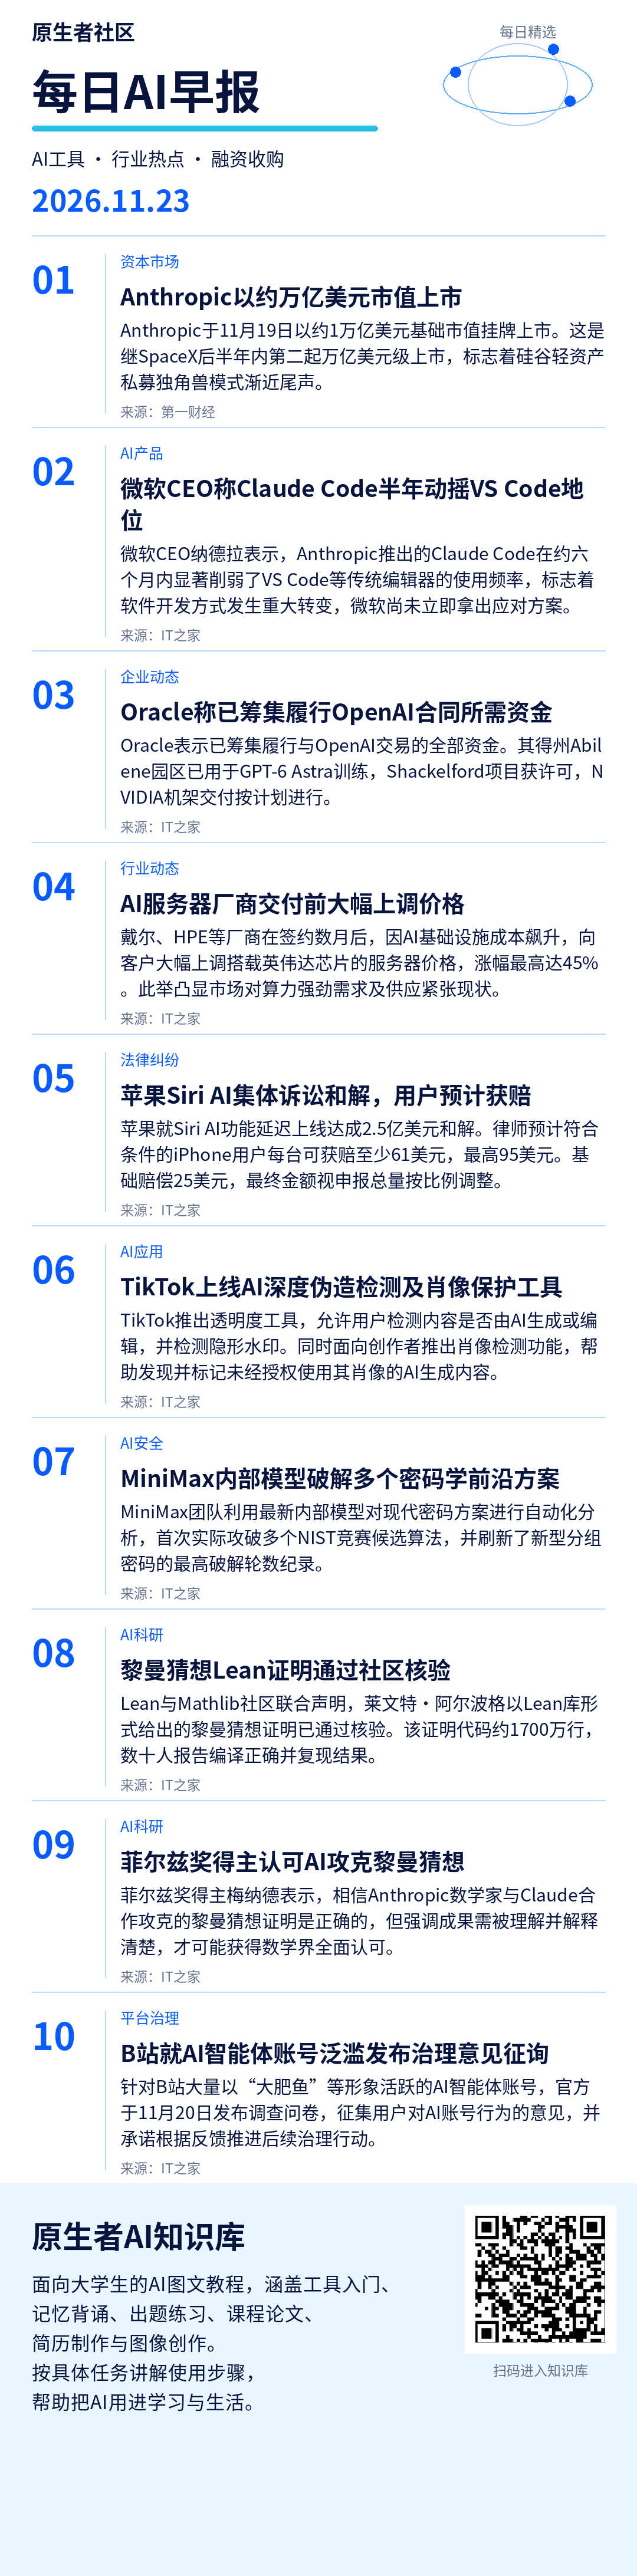 原生者社区
每日精选
每日AI早报
AI工具 · 行业热点 · 融资收购
2026.11.23
01
资本市场
Anthropic以约万亿美元市值上市
Anthropic于11月19日以约1万亿美元基础市值挂牌上市。这是
继SpaceX后半年内第二起万亿美元级上市，标志着硅谷轻资产
私募独角兽模式渐近尾声。
来源：第一财经
02
AI产品
微软CEO称Claude Code半年动摇VS Code地
位
微软CEO纳德拉表示，Anthropic推出的Claude Code在约六
个月内显著削弱了VS Code等传统编辑器的使用频率，标志着
软件开发方式发生重大转变，微软尚未立即拿出应对方案。
来源：IT之家
03
企业动态
Oracle称已筹集履行OpenAI合同所需资金
Oracle表示已筹集履行与OpenAI交易的全部资金。其得州Abil
ene园区已用于GPT-6 Astra训练，Shackelford项目获许可，N
VIDIA机架交付按计划进行。
来源：IT之家
04
行业动态
AI服务器厂商交付前大幅上调价格
戴尔、HPE等厂商在签约数月后，因AI基础设施成本飙升，向
客户大幅上调搭载英伟达芯片的服务器价格，涨幅最高达45%
。此举凸显市场对算力强劲需求及供应紧张现状。
来源：IT之家
05
法律纠纷
苹果Siri AI集体诉讼和解，用户预计获赔
苹果就Siri AI功能延迟上线达成2.5亿美元和解。律师预计符合
条件的iPhone用户每台可获赔至少61美元，最高95美元。基
础赔偿25美元，最终金额视申报总量按比例调整。
来源：IT之家
06
AI应用
TikTok上线AI深度伪造检测及肖像保护工具
TikTok推出透明度工具，允许用户检测内容是否由AI生成或编
辑，并检测隐形水印。同时面向创作者推出肖像检测功能，帮
助发现并标记未经授权使用其肖像的AI生成内容。
来源：IT之家
07
AI安全
MiniMax内部模型破解多个密码学前沿方案
MiniMax团队利用最新内部模型对现代密码方案进行自动化分
析，首次实际攻破多个NIST竞赛候选算法，并刷新了新型分组
密码的最高破解轮数纪录。
来源：IT之家
08
AI科研
黎曼猜想Lean证明通过社区核验
Lean与Mathlib社区联合声明，莱文特·阿尔波格以Lean库形
式给出的黎曼猜想证明已通过核验。该证明代码约1700万行，
数十人报告编译正确并复现结果。
来源：IT之家
09
AI科研
菲尔兹奖得主认可AI攻克黎曼猜想
菲尔兹奖得主梅纳德表示，相信Anthropic数学家与Claude合
作攻克的黎曼猜想证明是正确的，但强调成果需被理解并解释
清楚，才可能获得数学界全面认可。
来源：IT之家
10
平台治理
B站就AI智能体账号泛滥发布治理意见征询
针对B站大量以“大肥鱼”等形象活跃的AI智能体账号，官方
于11月20日发布调查问卷，征集用户对AI账号行为的意见，并
承诺根据反馈推进后续治理行动。
来源：IT之家
原生者AI知识库
面向大学生的AI图文教程，涵盖工具入门、
记忆背诵、出题练习、课程论文、
简历制作与图像创作。
按具体任务讲解使用步骤，
帮助把AI用进学习与生活。
扫码进入知识库